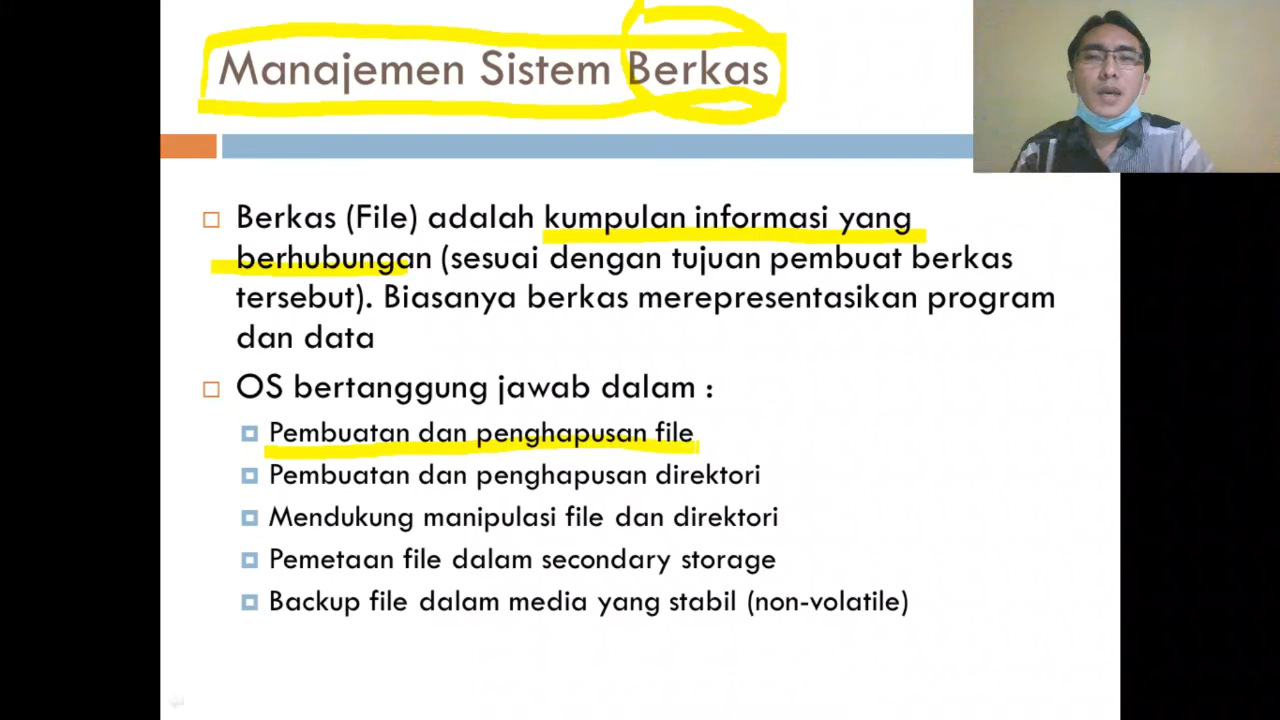 Manajemen Sistem Berkas
Berkas (File) adalah kumpulan informasi yang
berhubungan (sesuai dengan tujuan pembuat berkas
tersebut). Biasanya berkas merepresentasikan program
dan data
OS bertanggung jawab dalam :
Pembuatan dan penghapusan file
Pembuatan dan penghapusan direktori
Mendukung manipulasi file dan direktori
Pemetaan file dalam secondary storage
Backup file dalam media yang stabil (non-volatile)